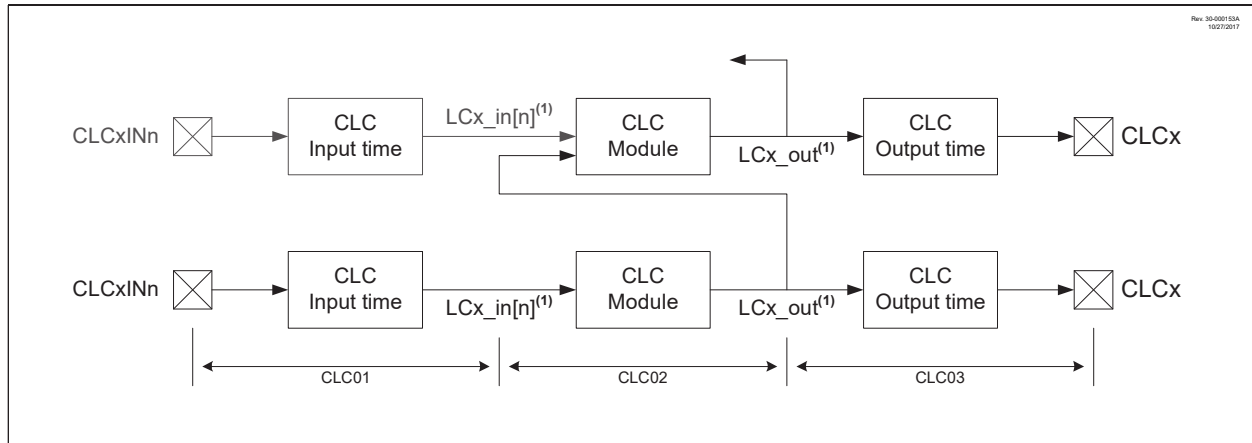 Rev. 30-000153A
10/27/2017
CLCxINn
CLC
Input time
LCx_in[n](1)
CLC
Module
LCx_out(1)
CLC
Output time
CLCx
CLCxINn
CLC
Input time
LCx_in[n](1)
CLC
Module
LCx_out(1)
CLC
Output time
CLCx
CLC01
CLC02
CLC03